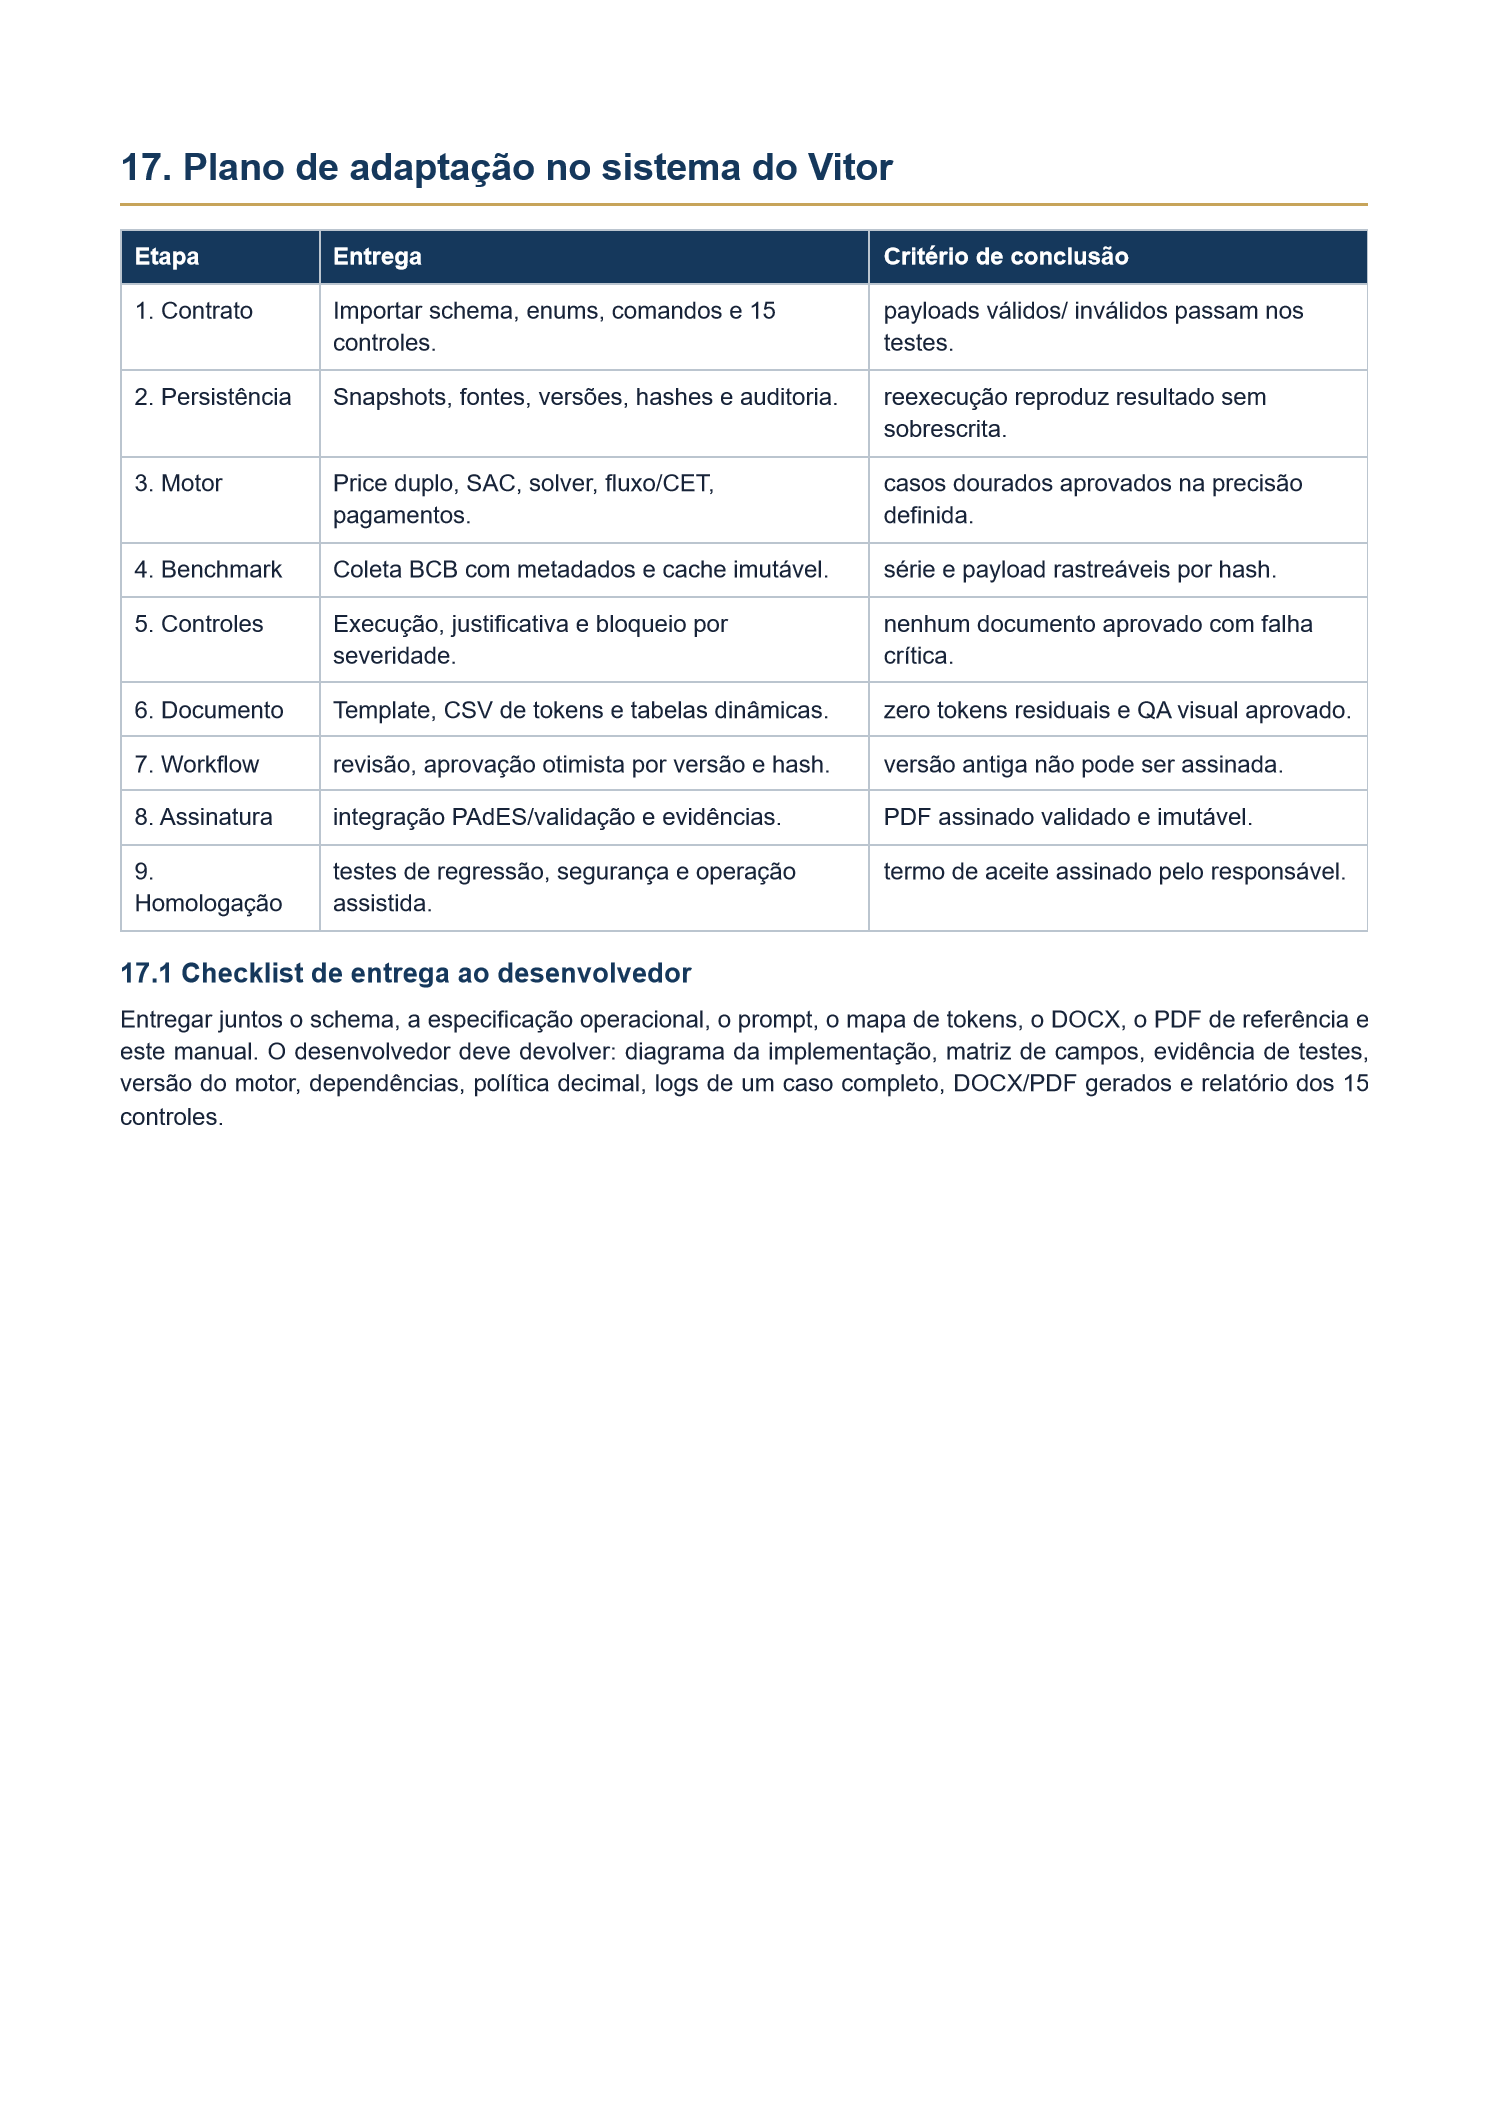 17. Plano de adaptação no sistema do Vitor
Etapa Entrega Critério de conclusão
1. Contrato Importar schema, enums, comandos e 15 payloads válidos/ inválidos passam nos
controles. testes.
2. Persistência Snapshots, fontes, versões, hashes e auditoria. reexecução reproduz resultado sem
sobrescrita.
3. Motor Price duplo, SAC, solver, fluxo/CET, casos dourados aprovados na precisão
pagamentos. definida.
4. Benchmark Coleta BCB com metadados e cache imutável. série e payload rastreáveis por hash.
5. Controles Execução, justificativa e bloqueio por nenhum documento aprovado com falha
severidade. crítica.
6. Documento Template, CSV de tokens e tabelas dinâmicas. zero tokens residuais e QA visual aprovado.
7. Workflow revisão, aprovação otimista por versão e hash. versão antiga não pode ser assinada.
8. Assinatura integração PAdES/validação e evidências. PDF assinado validado e imutável.
9. testes de regressão, segurança e operação termo de aceite assinado pelo responsável.
Homologação assistida.
17.1 Checklist de entrega ao desenvolvedor
Entregar juntos o schema, a especificação operacional, o prompt, o mapa de tokens, o DOCX, o PDF de referência e
este manual. O desenvolvedor deve devolver: diagrama da implementação, matriz de campos, evidência de testes,
versão do motor, dependências, política decimal, logs de um caso completo, DOCX/PDF gerados e relatório dos 15
controles.